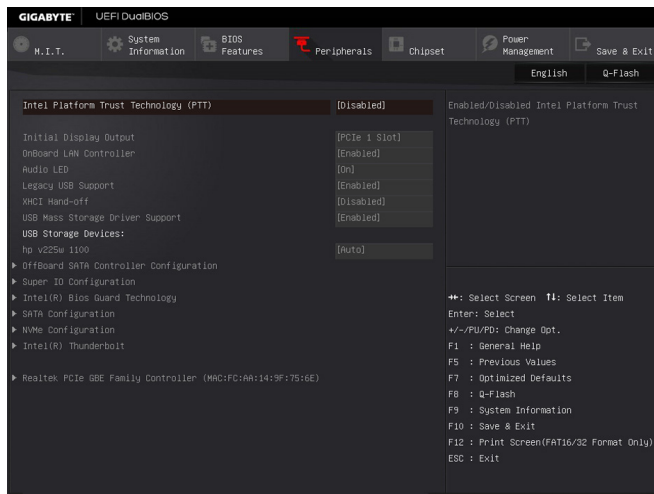 GIGABYTE™ UEFI DualBIOS
M.I.T.
System Information
BIOS Features
Peripherals
Chipset
Power Management
Save & Exit
English
Q-Flash
Intel Platform Trust Technology (PTT) [Disabled]
Initial Display Output [PCIe 1 Slot]
OnBoard LAN Controller [Enabled]
Audio LED [On]
Legacy USB Support [Enabled]
XHCI Hand-off [Disabled]
USB Mass Storage Driver Support [Enabled]
USB Storage Devices:
hp v225w 1100 [Auto]
OffBoard SATA Controller Configuration
Super IO Configuration
Intel(R) Bios Guard Technology
SATA Configuration
NVMe Configuration
Intel(R) Thunderbolt
Realtek PCIe GBE Family Controller (MAC:FC:AA:14:9F:75:6E)
Enabled/Disabled Intel Platform Trust
Technology (PTT)
→←: Select Screen ↑↓: Select Item
Enter: Select
+/-/PU/PD: Change Opt.
F1 : General Help
F5 : Previous Values
F7 : Optimized Defaults
F8 : Q-Flash
F9 : System Information
F10 : Save & Exit
F12 : Print Screen(FAT16/32 Format Only)
ESC : Exit